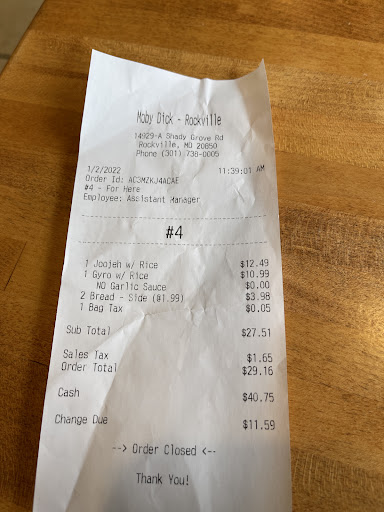 Moby Dick - Rockville
14929-A Shady Grove Rd
Rockville, MD 20850
Phone (301) 738-0005
1/2/2022 11:39:01 AM
Order Id: AC3MZKJ4ACAE
#4 - For Here
Employee: Assistant Manager
#4
1 Joojeh w/ Rice $12.49
1 Gyro w/ Rice $10.99
NO Garlic Sauce $0.00
2 Bread - Side ($1.99) $3.98
1 Bag Tax $0.05
Sub Total $27.51
Sales Tax $1.65
Order Total $29.16
Cash $40.75
Change Due $11.59
--> Order Closed <--
Thank You!